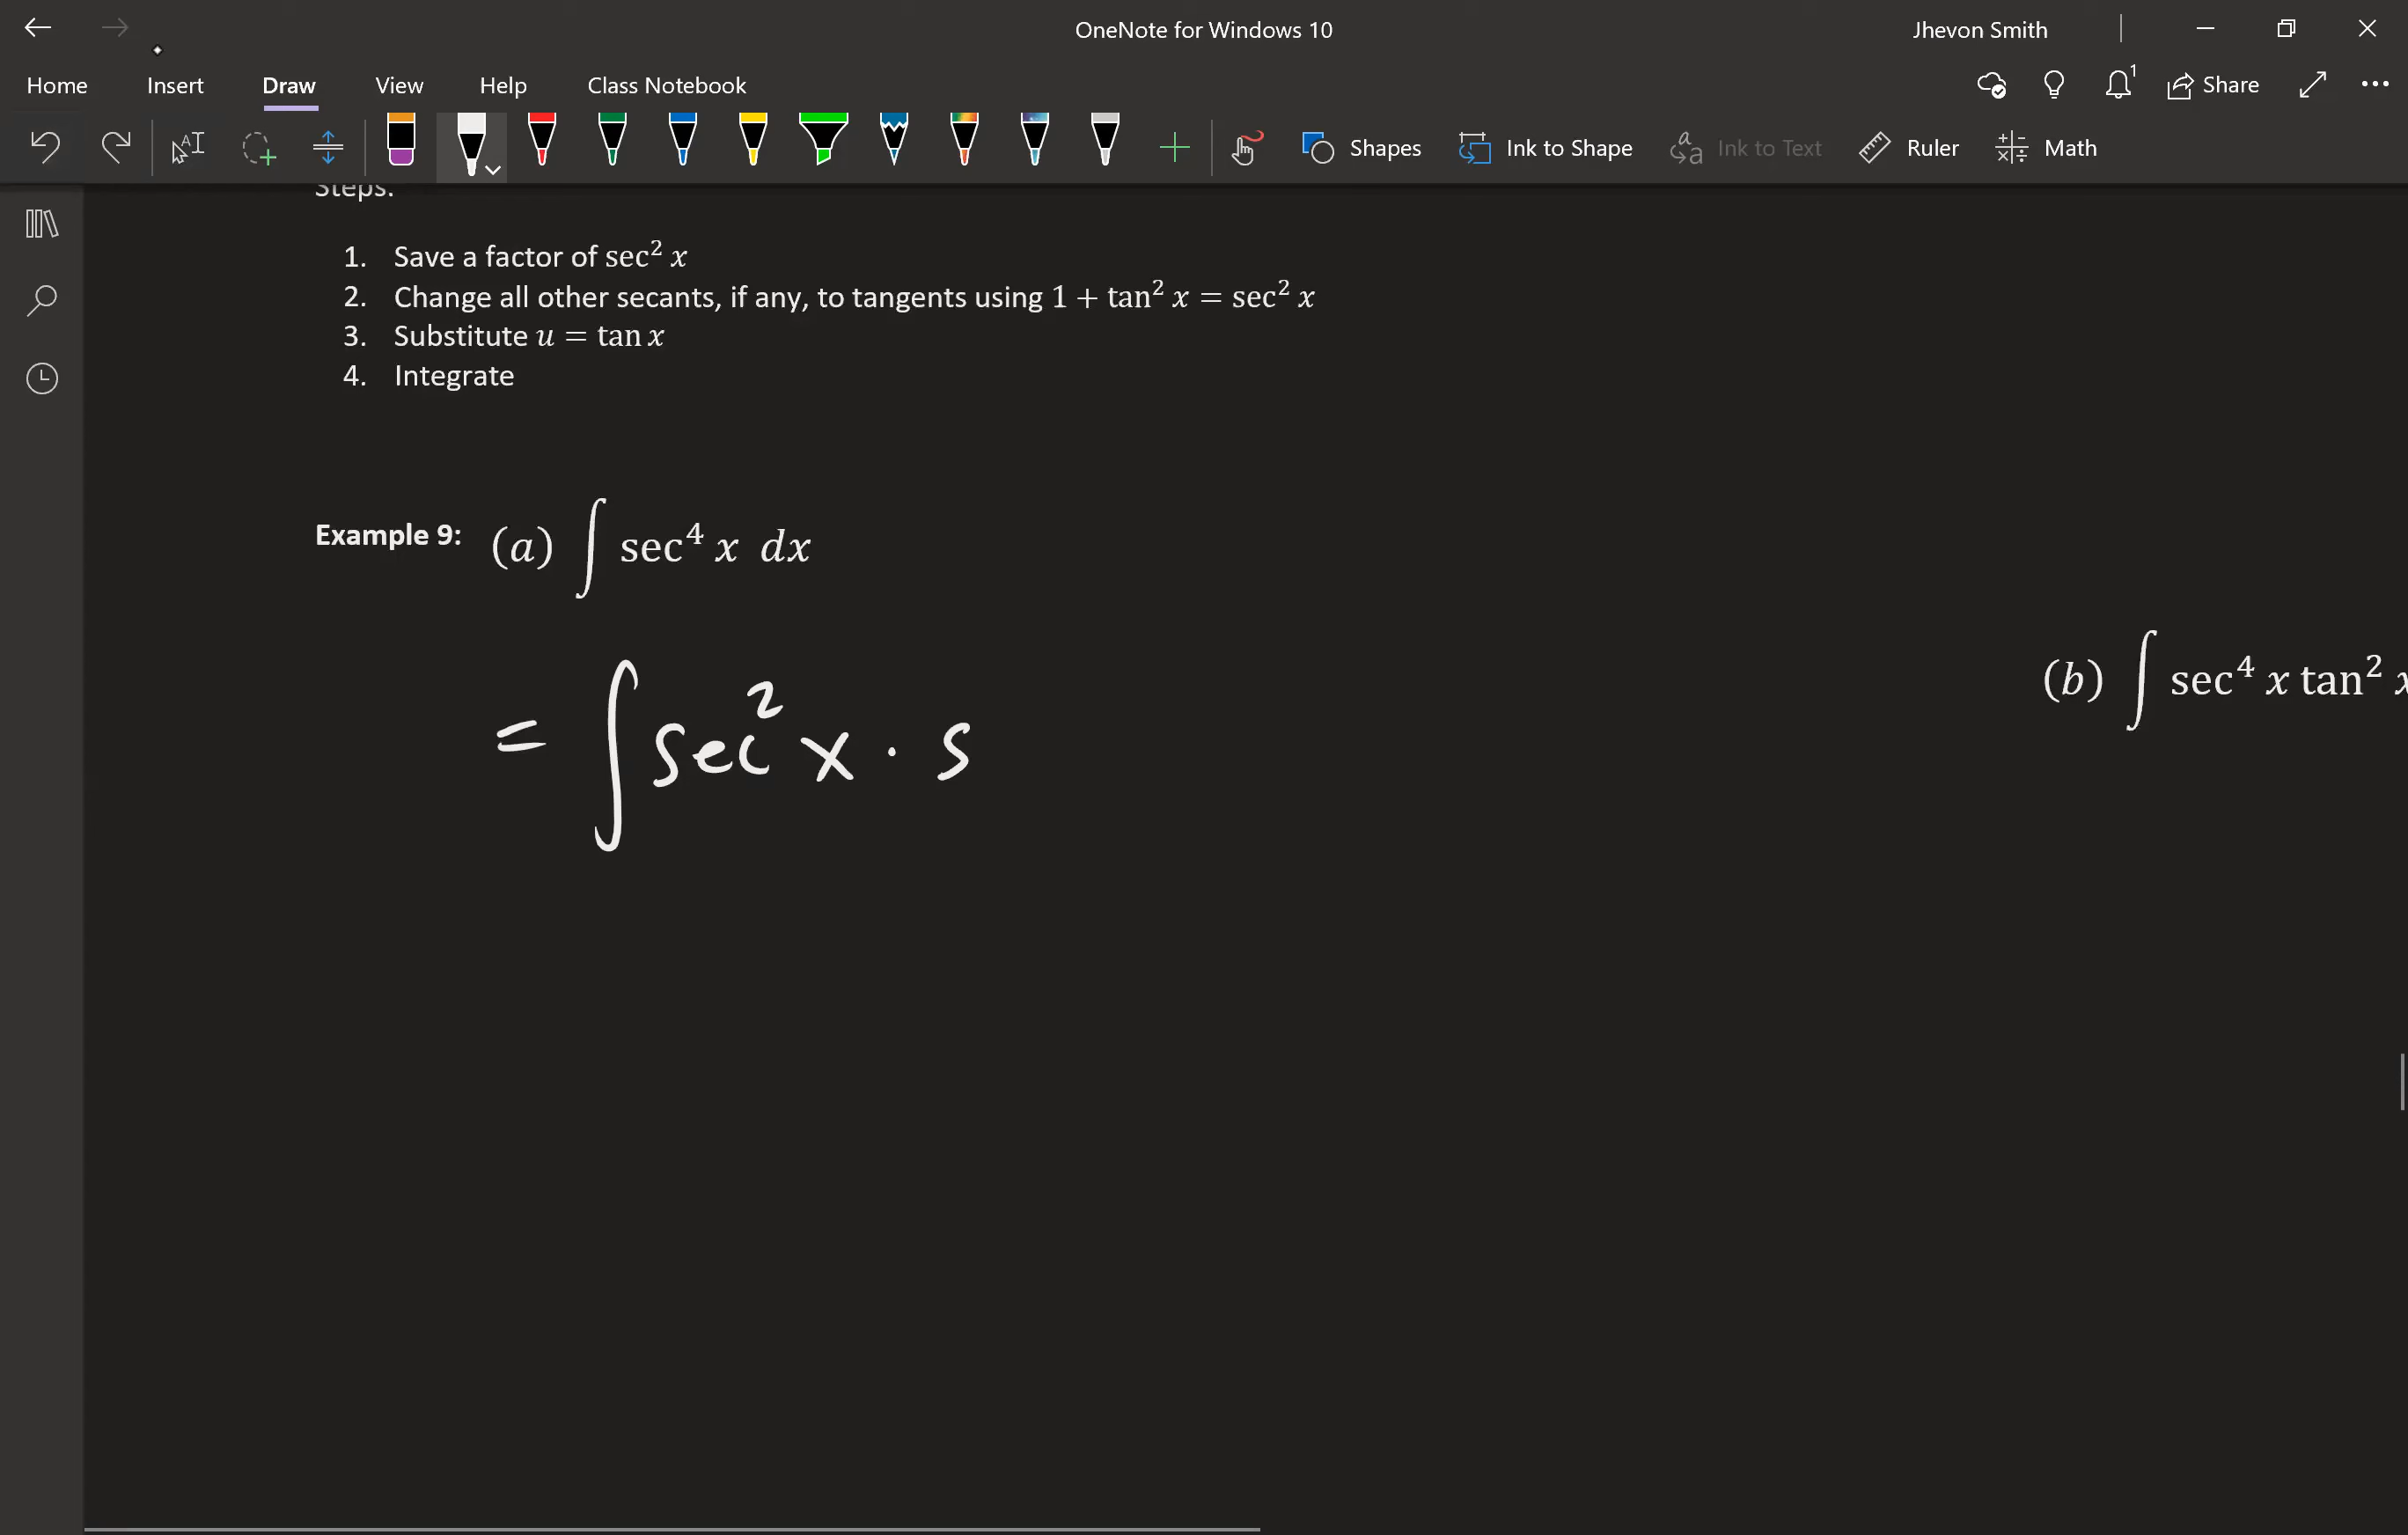 OneNote for Windows 10
Jhevon Smith
Home Insert Draw View Help Class Notebook
1 Share
Shapes Ink to Shape Ink to Text Ruler Math
Steps:
1. Save a factor of sec² x
2. Change all other secants, if any, to tangents using 1 + tan² x = sec² x
3. Substitute u = tan x
4. Integrate
Example 9: (a) ∫ sec⁴ x dx
= ∫ sec² x · s
(b) ∫ sec⁴ x tan² x